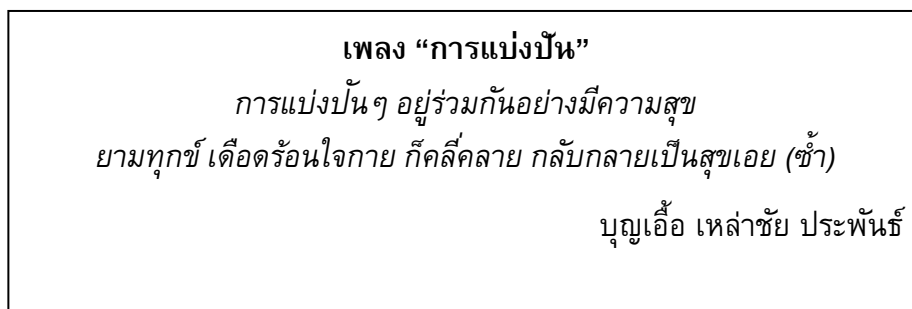 เพลง “การแบ่งปัน”
การแบ่งปัน ๆ อยู่ร่วมกันอย่างมีความสุข
ยามทุกข์ เดือดร้อนใจกาย ก็คลี่คลาย กลับกลายเป็นสุขเอย (ซ้ำ)
บุญเอื้อ เหล่าชัย ประพันธ์